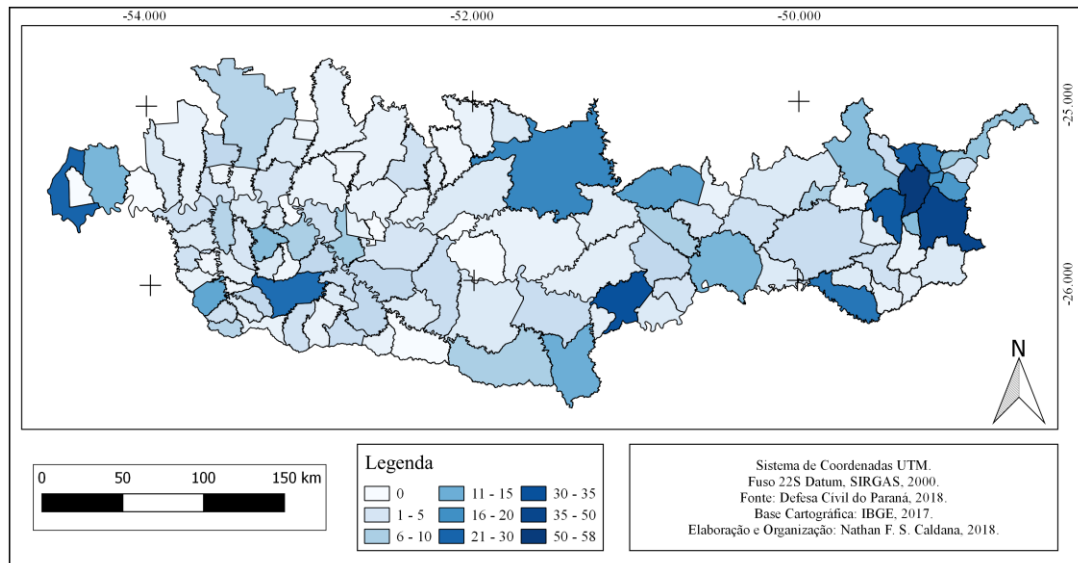 -54.000 -52.000 -50.000
-25.000
-26.000
N
0 50 100 150 km
Legenda
0 11 - 15 30 - 35
1 - 5 16 - 20 35 - 50
6 - 10 21 - 30 50 - 58
Sistema de Coordenadas UTM.
Fuso 22S Datum, SIRGAS, 2000.
Fonte: Defesa Civil do Paraná, 2018.
Base Cartográfica: IBGE, 2017.
Elaboração e Organização: Nathan F. S. Caldana, 2018.